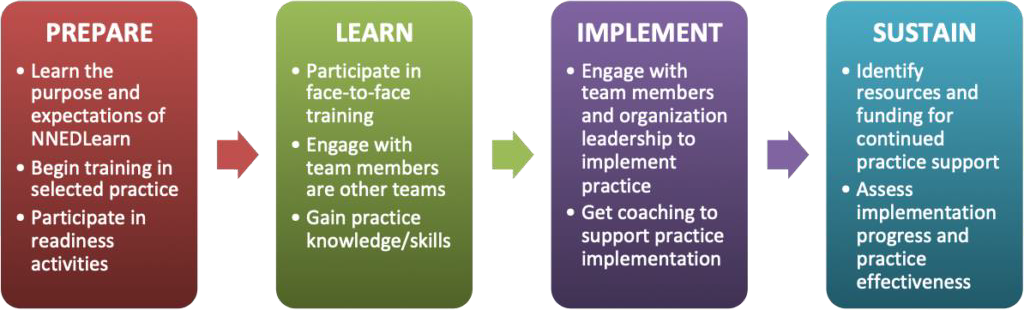 PREPARE
• Learn the
purpose and
expectations of
NNEDLearn
• Begin training in
selected practice
• Participate in
readiness
activities
LEARN
• Participate in
face-to-face
training
• Engage with
team members
are other teams
• Gain practice
knowledge/skills
IMPLEMENT
• Engage with
team members
and organization
leadership to
implement
practice
• Get coaching to
support practice
implementation
SUSTAIN
• Identify
resources and
funding for
continued
practice support
• Assess
implementation
progress and
practice
effectiveness